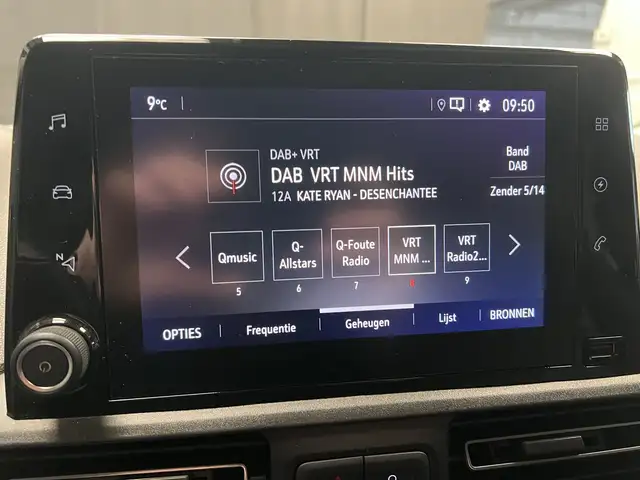 9°C
09:50
DAB+ VRT
DAB VRT MNM Hits
12A KATE RYAN - DESENCHANTEE
Band
DAB
Zender 5/14
Qmusic
Q-
Allstars
Q-Foute
Radio
VRT
MNM ...
VRT
Radio2...
5 6 7 8 9
OPTIES Frequentie Geheugen Lijst BRONNEN
N